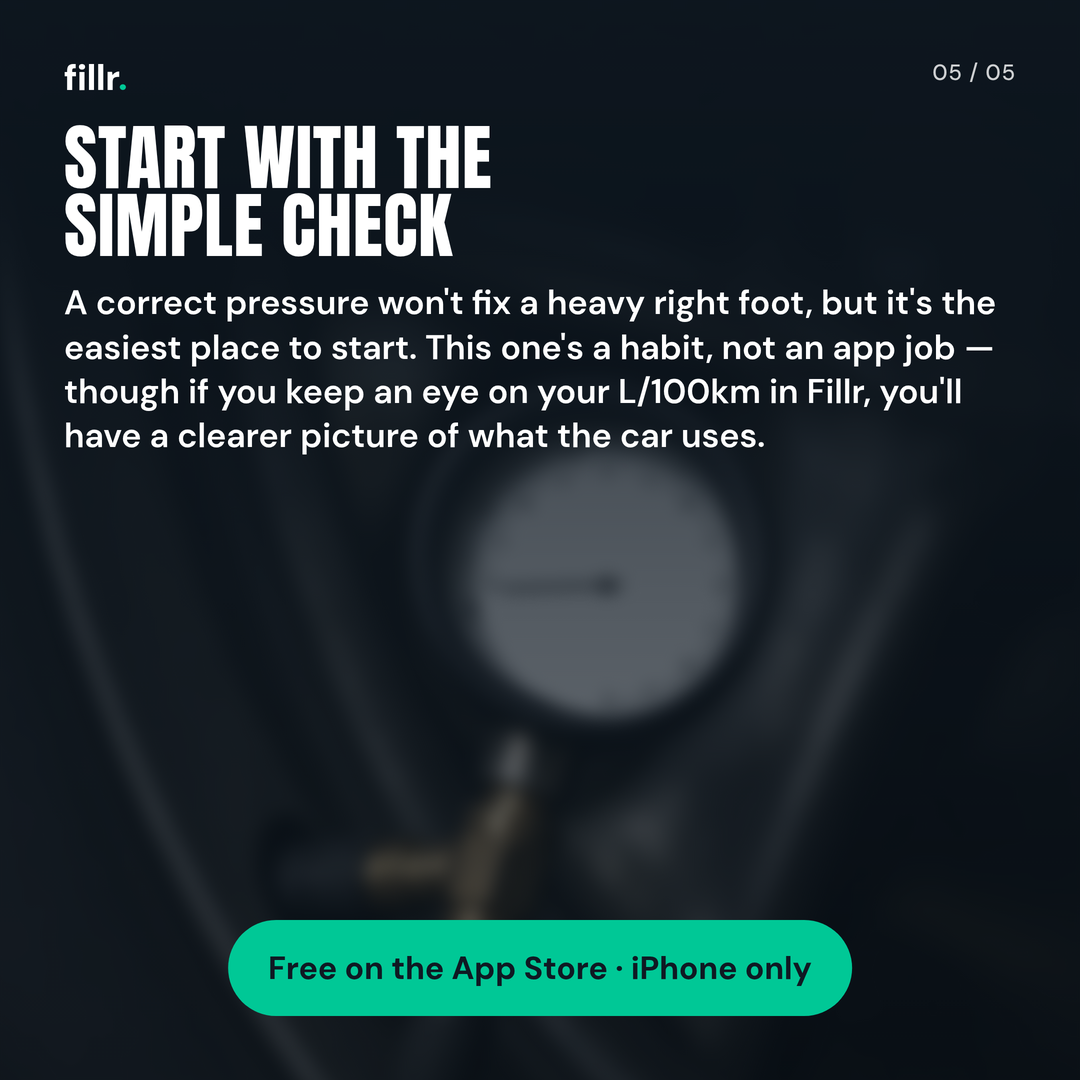 fillr.
05 / 05
START WITH THE
SIMPLE CHECK
A correct pressure won't fix a heavy right foot, but it's the
easiest place to start. This one's a habit, not an app job —
though if you keep an eye on your L/100km in Fillr, you'll
have a clearer picture of what the car uses.
Free on the App Store · iPhone only